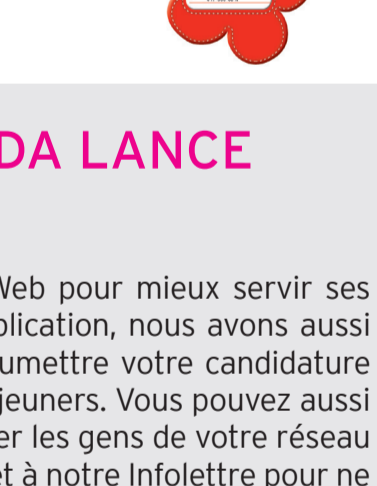 DA LANCE
Web pour mieux servir ses
plication, nous avons aussi
umettre votre candidature
jeuners. Vous pouvez aussi
er les gens de votre réseau
et à notre Infolettre pour ne